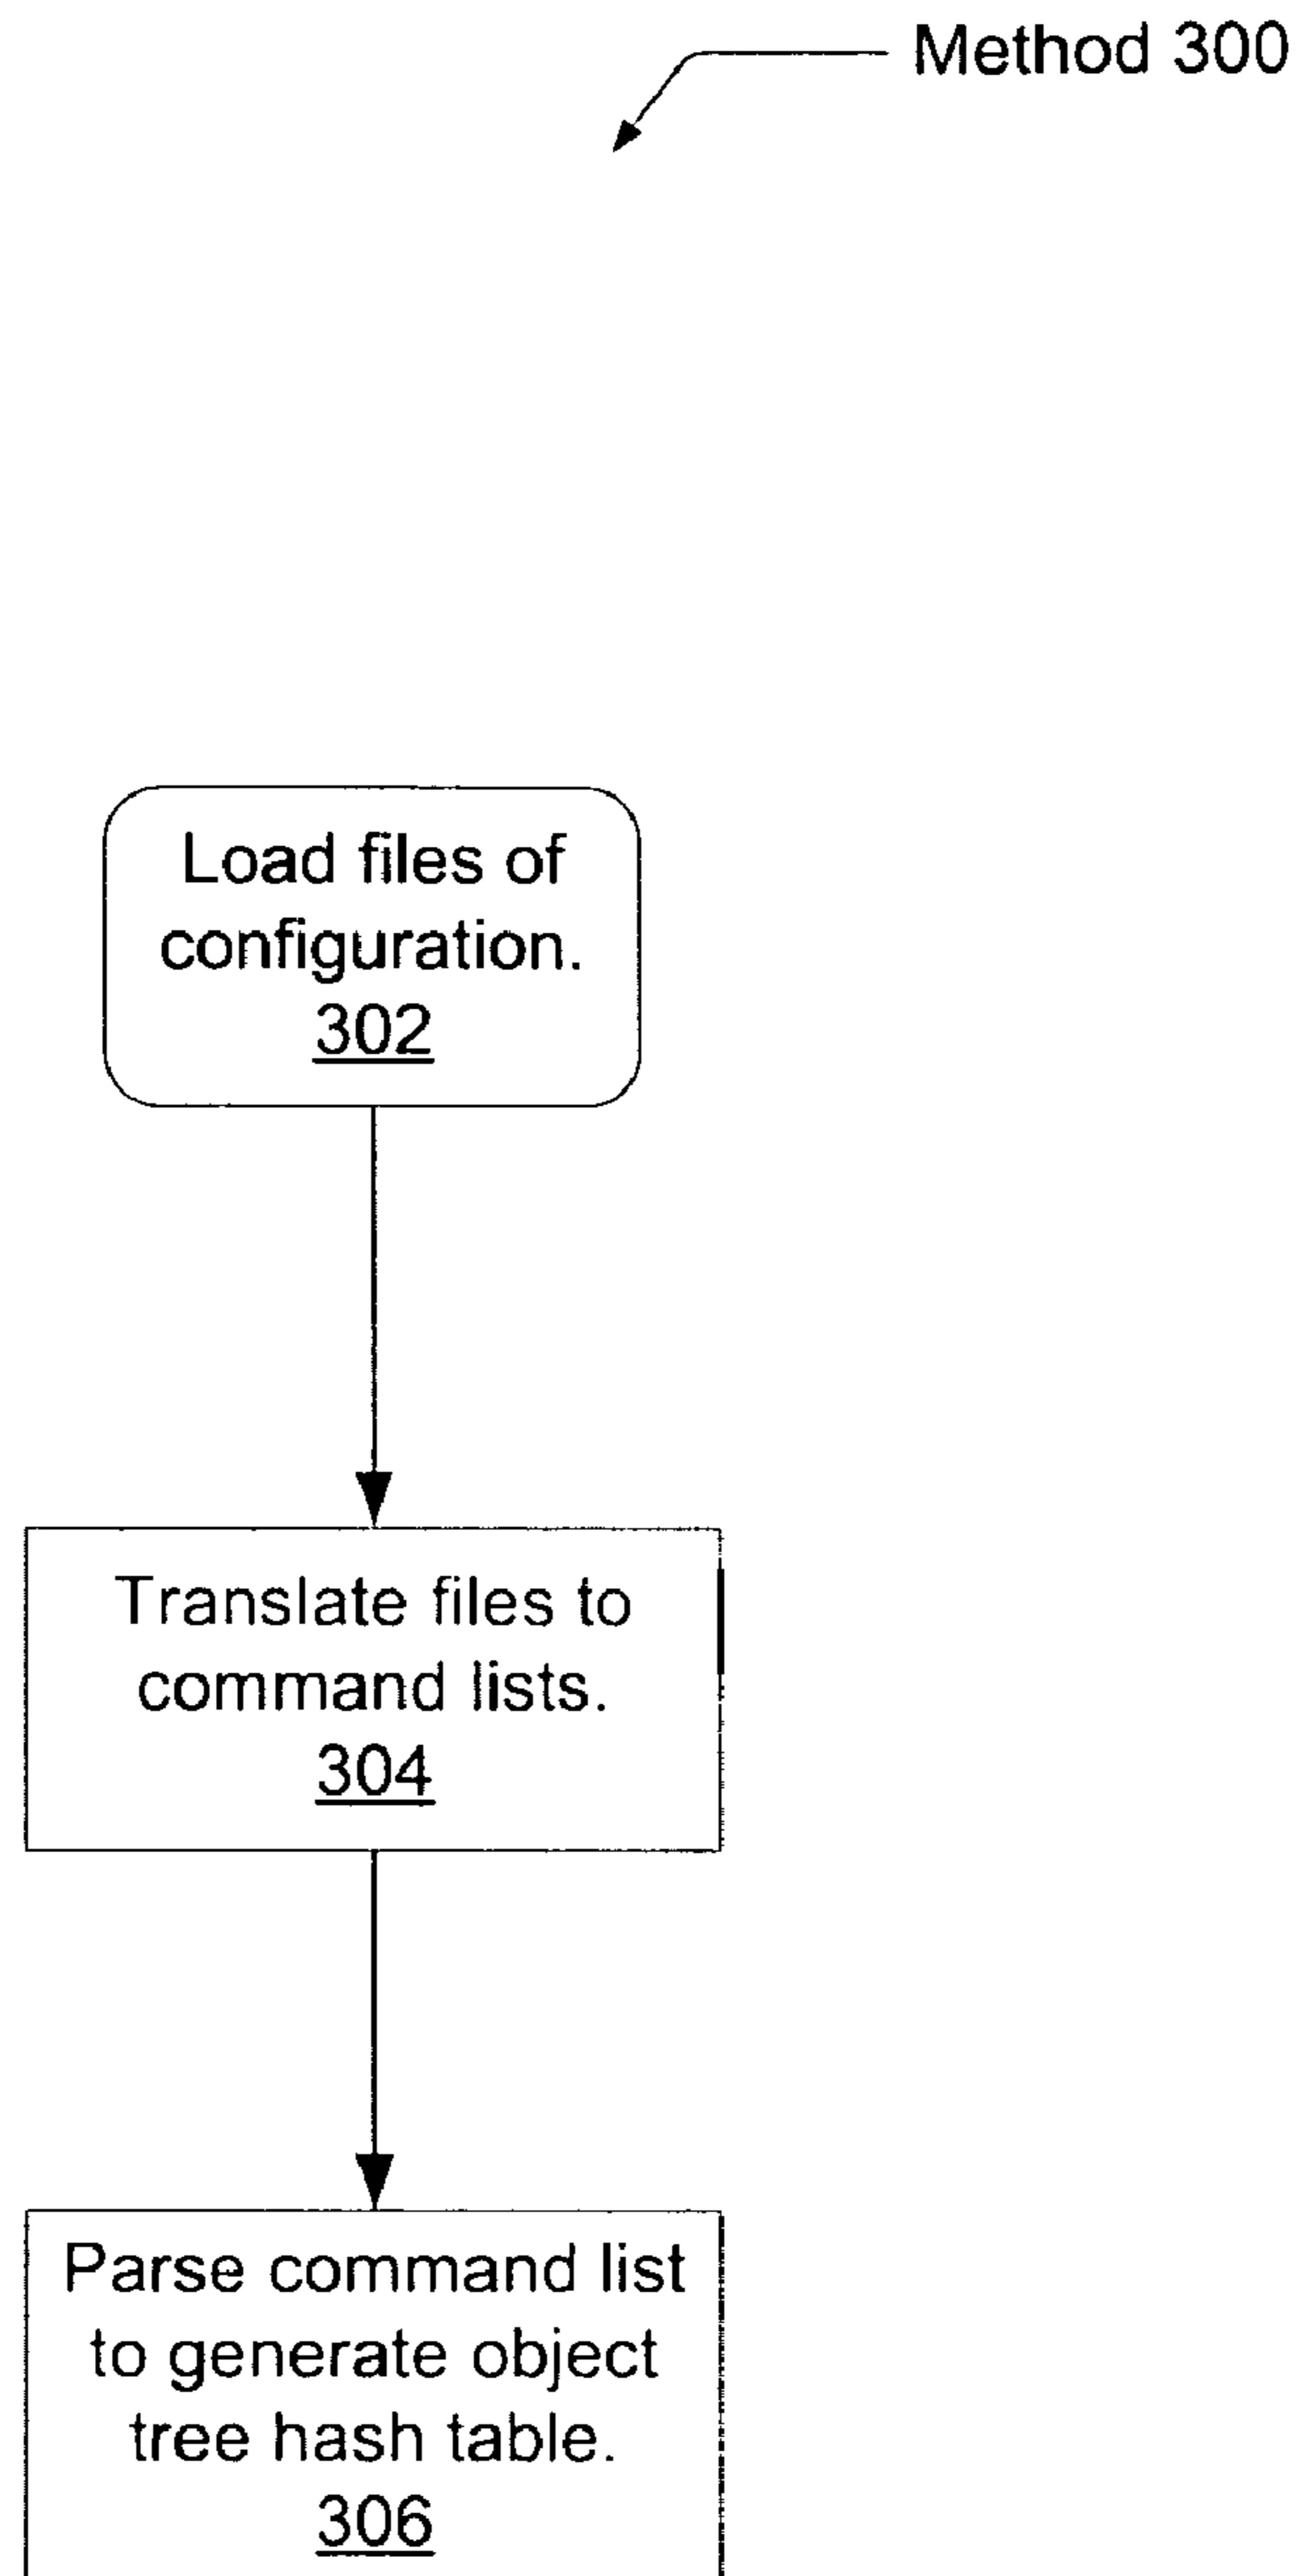 Method 300
Load files of
configuration.
302
Translate files to
command lists.
304
Parse command list
to generate object
tree hash table.
306